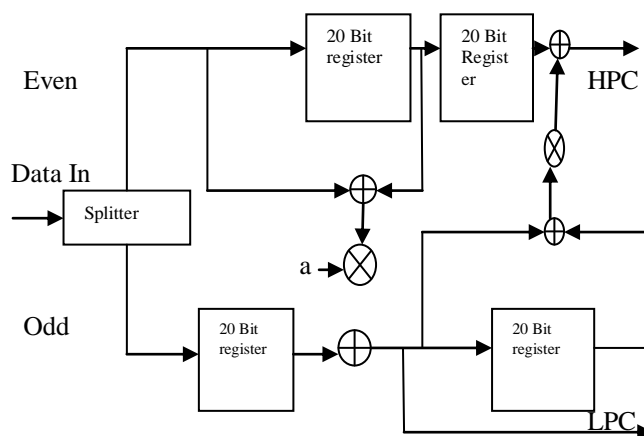 20 Bit
register
20 Bit
Regist
er
Even
HPC
Data In
Splitter
a
Odd
20 Bit
register
20 Bit
register
LPC